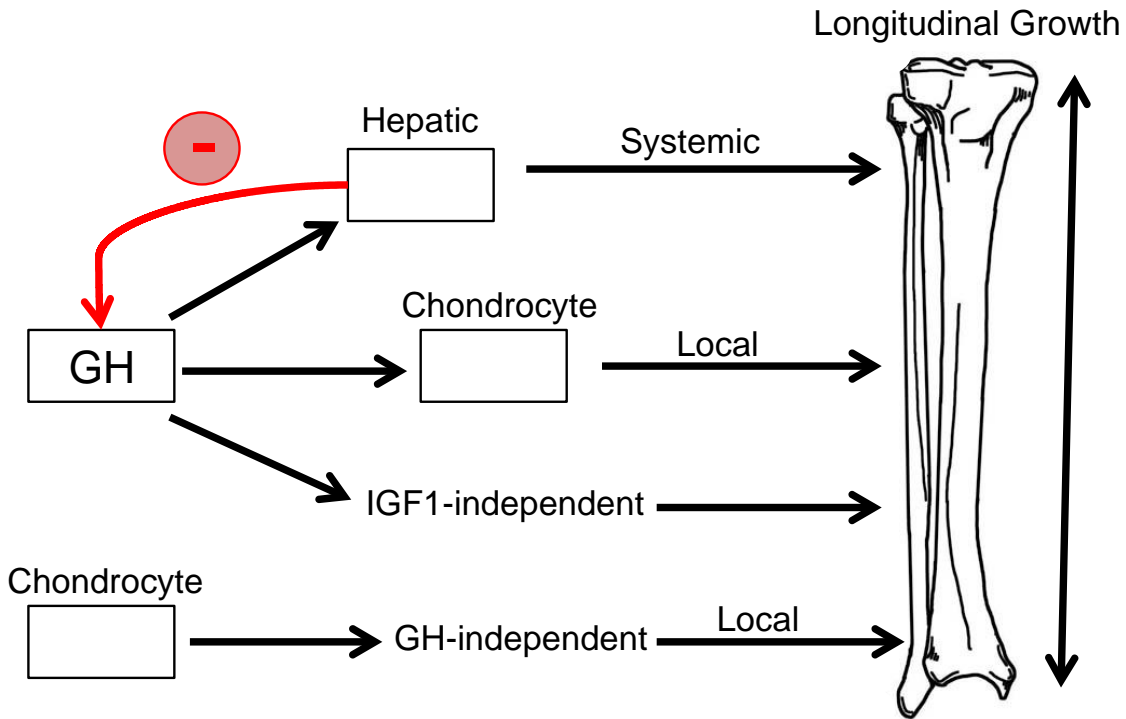 Longitudinal Growth
Hepatic
-
Systemic
Chondrocyte
GH
Local
IGF1-independent
Chondrocyte
GH-independent
Local